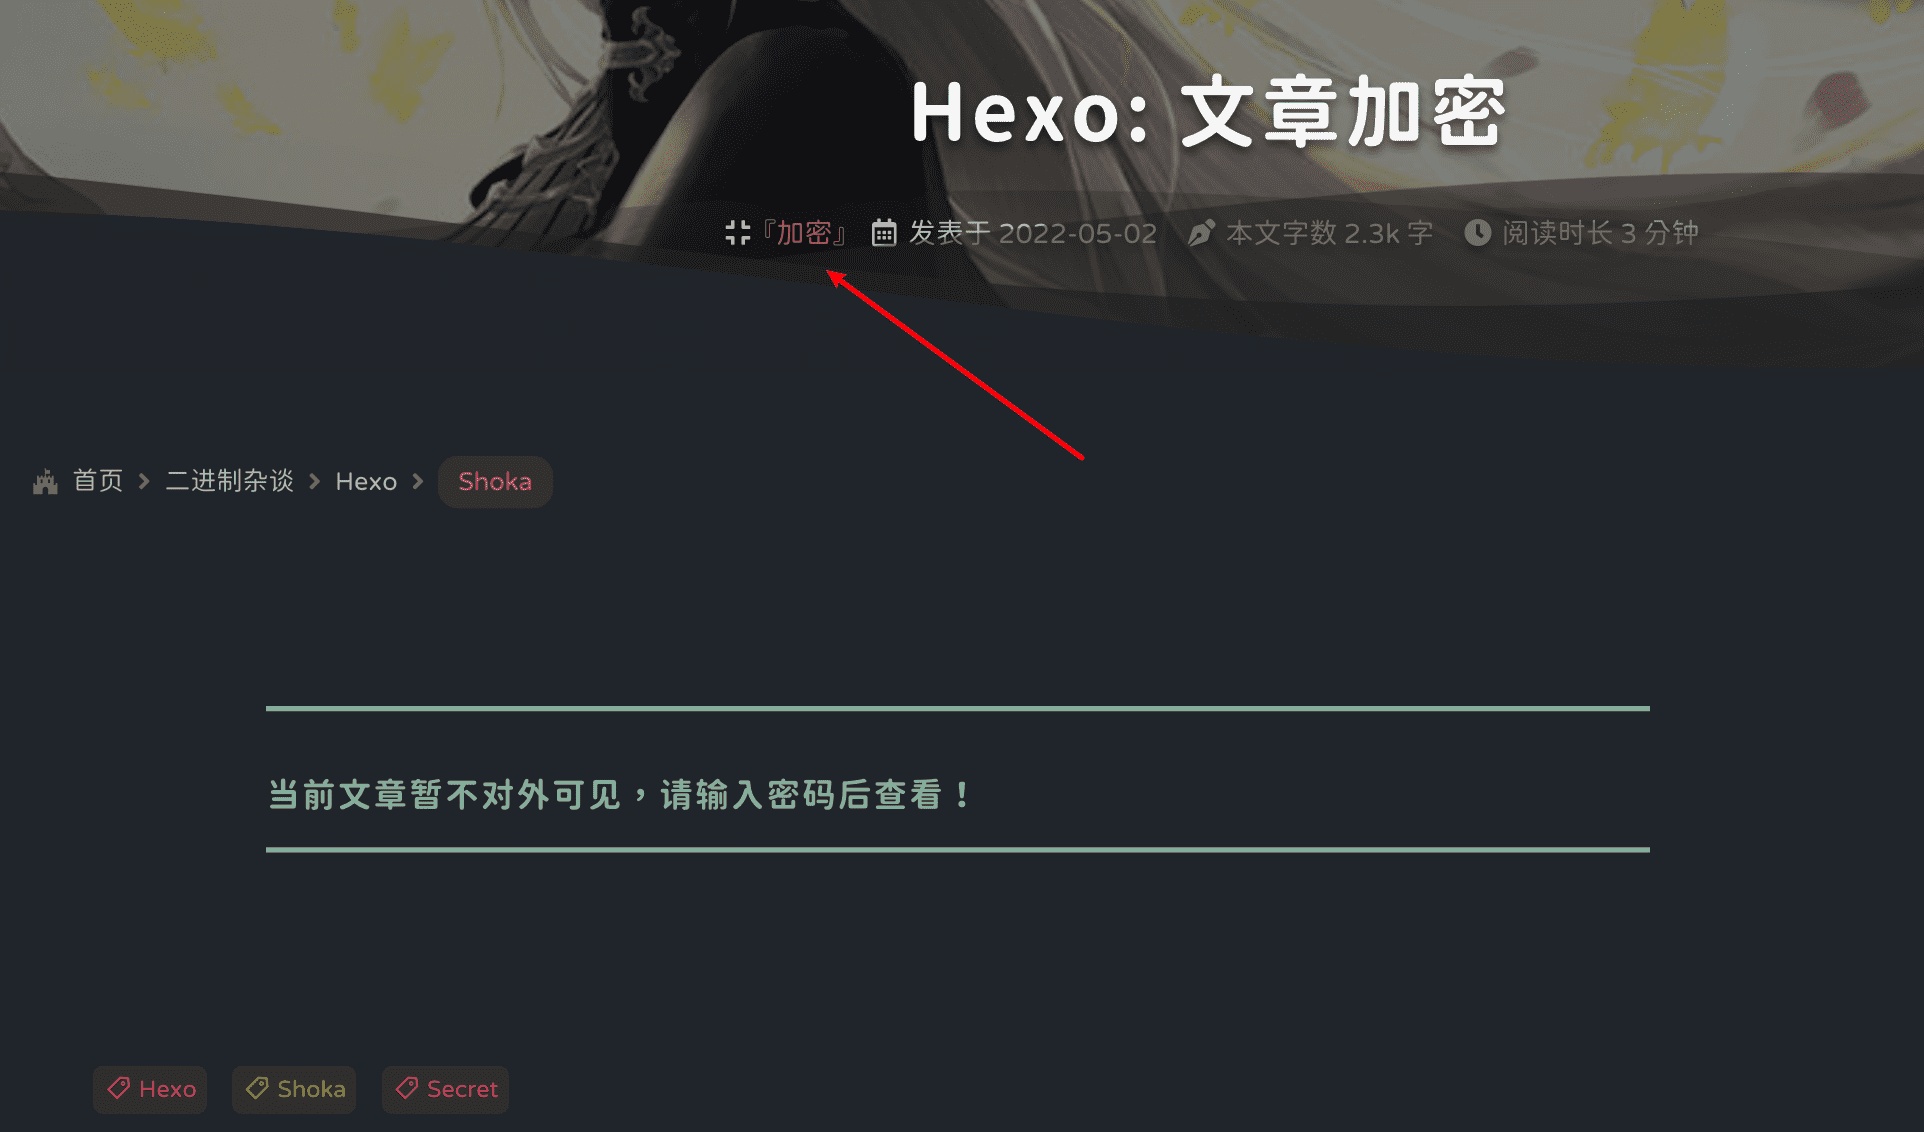 Hexo: 文章加密
『加密』 发表于 2022-05-02 本文字数 2.3k 字 阅读时长 3 分钟
首页 > 二进制杂谈 > Hexo > Shoka
当前文章暂不对外可见，请输入密码后查看！
Hexo Shoka Secret